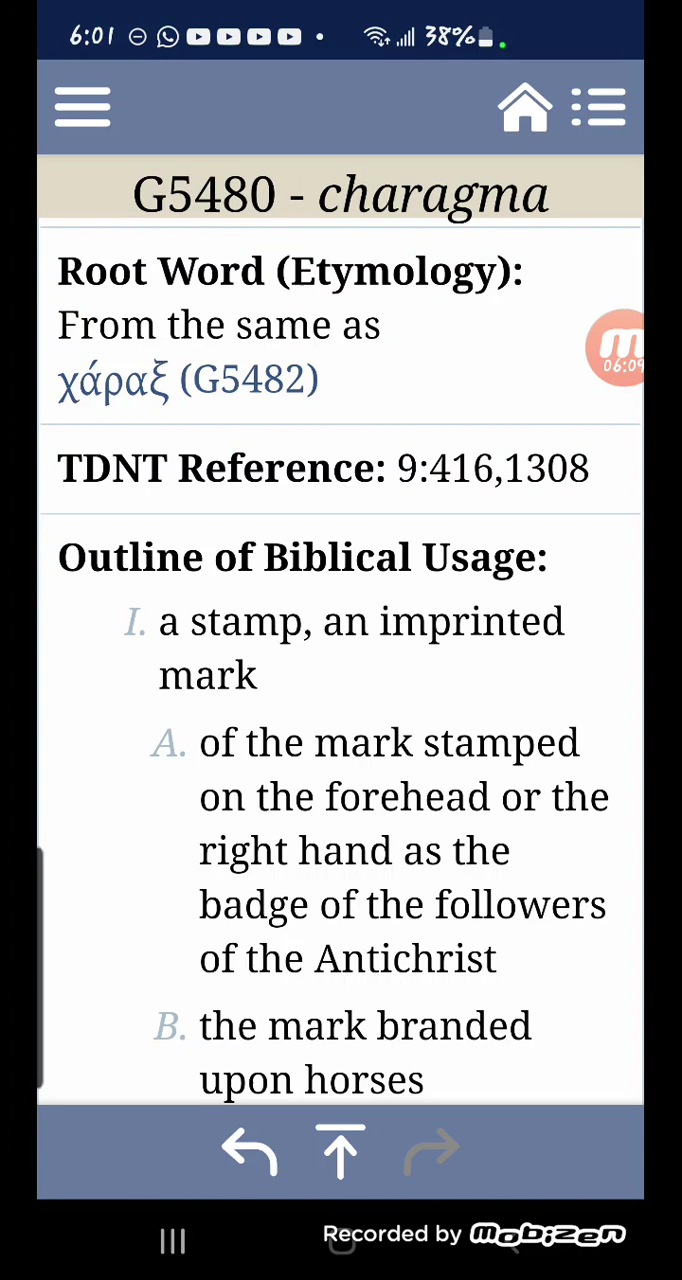 6:01 38%
G5480 - charagma
Root Word (Etymology):
From the same as
χάραξ (G5482)
m
06:09
TDNT Reference: 9:416,1308
Outline of Biblical Usage:
I. a stamp, an imprinted
mark
A. of the mark stamped
on the forehead or the
right hand as the
badge of the followers
of the Antichrist
B. the mark branded
upon horses
Recorded by mobizen